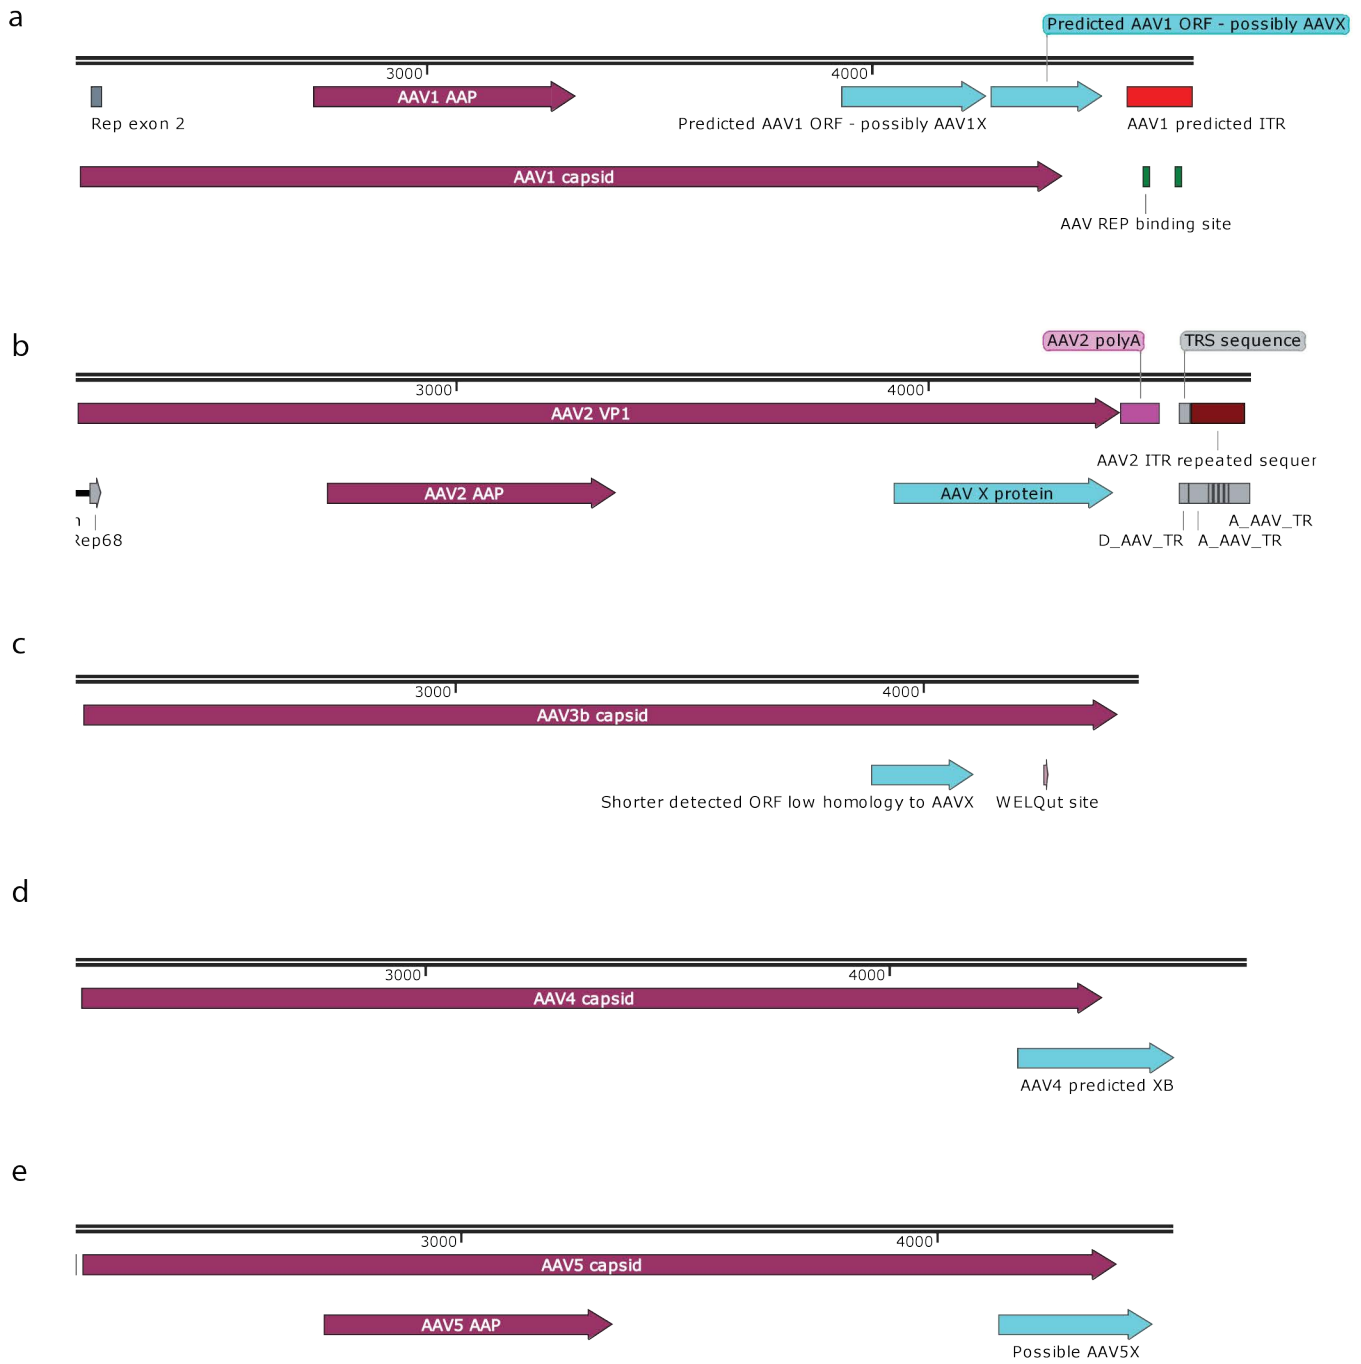 a
Predicted AAV1 ORF - possibly AAVX
3000
4000
AAV1 AAP
Rep exon 2
Predicted AAV1 ORF - possibly AAV1X
AAV1 predicted ITR
AAV1 capsid
AAV REP binding site
b
AAV2 polyA
TRS sequence
3000
4000
AAV2 VP1
AAV2 ITR repeated sequer
AAV2 AAP
AAV X protein
A_AAV_TR
Rep68
D_AAV_TR
A_AAV_TR
c
3000
4000
AAV3b capsid
Shorter detected ORF low homology to AAVX
WELQut site
d
3000
4000
AAV4 capsid
AAV4 predicted XB
e
3000
4000
AAV5 capsid
AAV5 AAP
Possible AAV5X